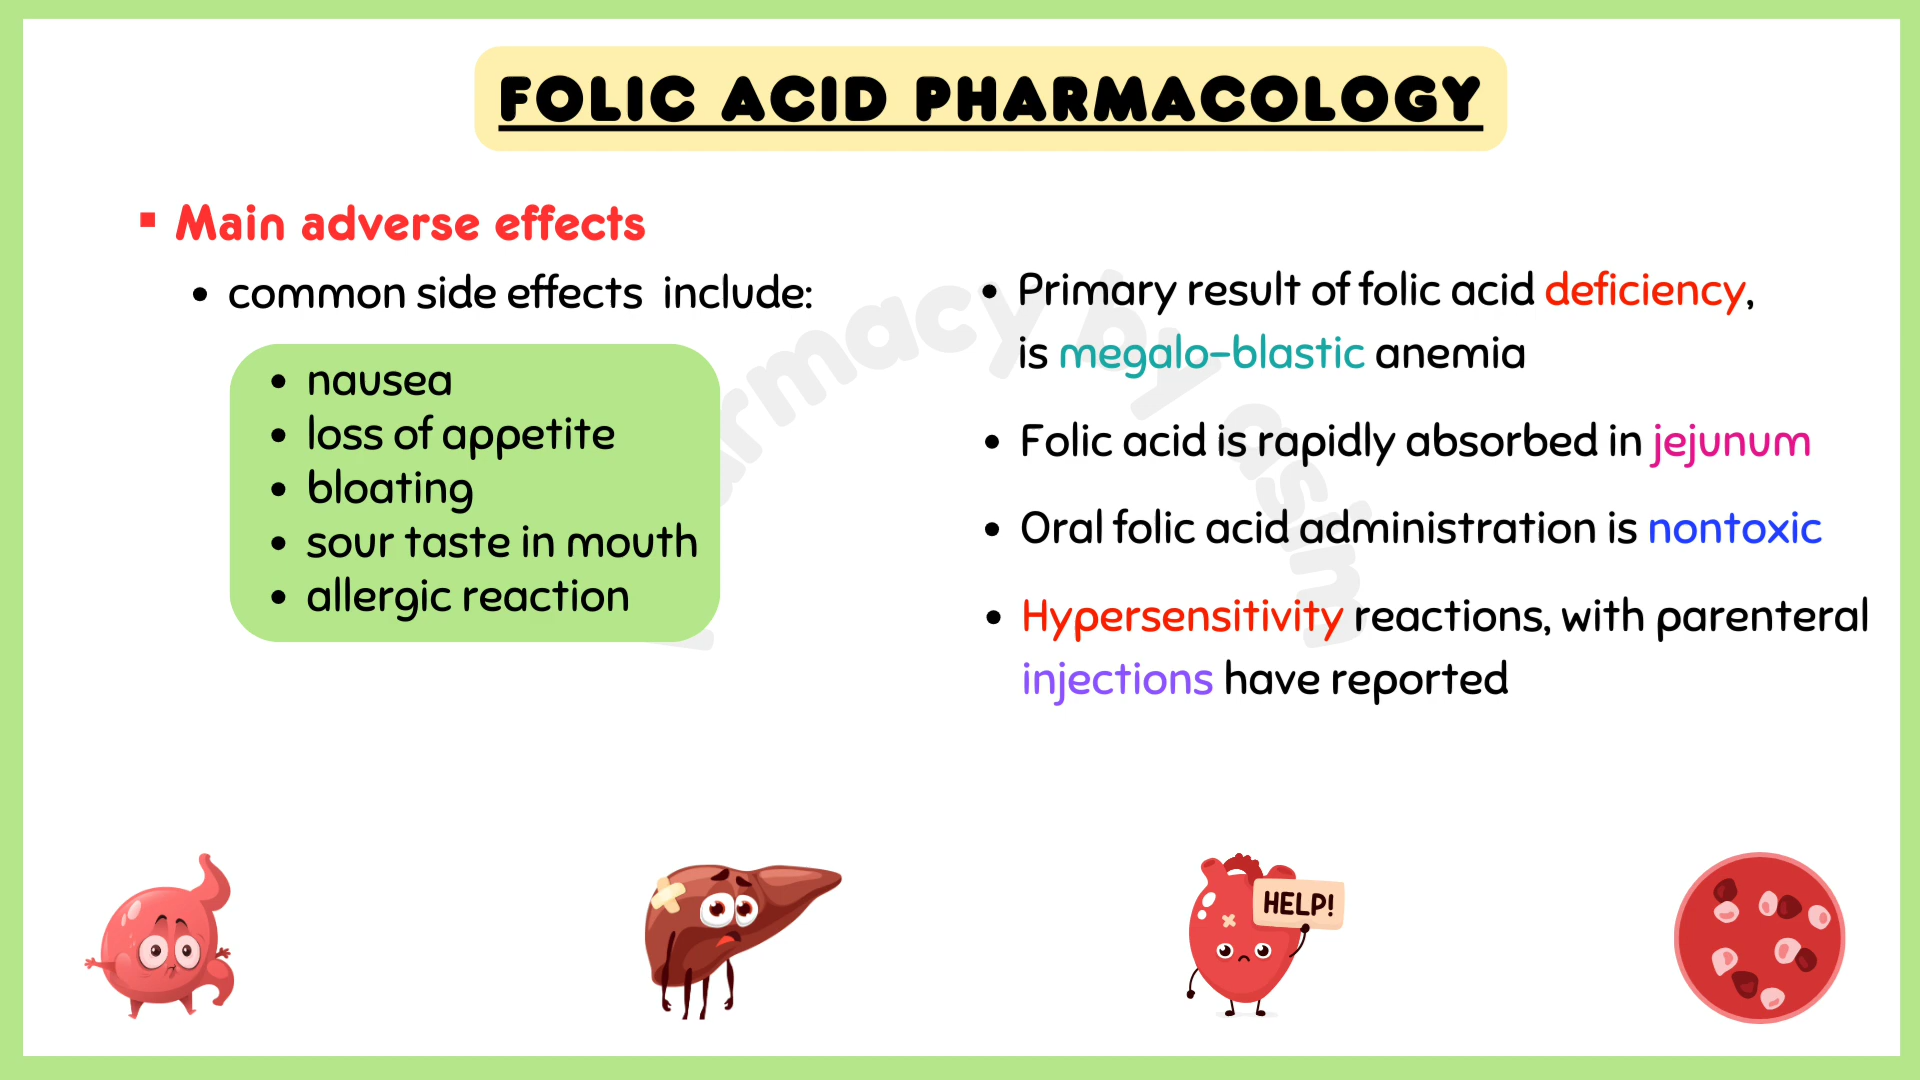 FOLIC ACID PHARMACOLOGY
Main adverse effects
common side effects include:
nausea
loss of appetite
bloating
sour taste in mouth
allergic reaction
Primary result of folic acid deficiency,
is megalo-blastic anemia
Folic acid is rapidly absorbed in jejunum
Oral folic acid administration is nontoxic
Hypersensitivity reactions, with parenteral
injections have reported
HELP!